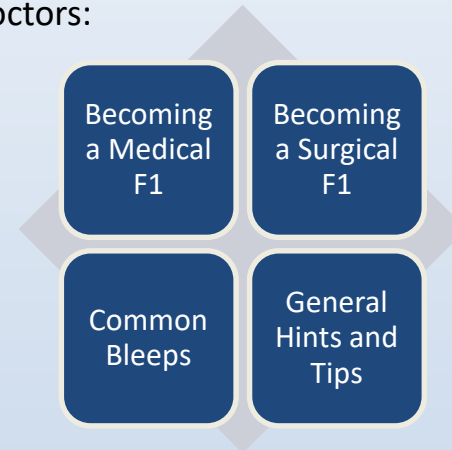 octors:
Becoming
a Medical
F1
Becoming
a Surgical
F1
Common
Bleeps
General
Hints and
Tips